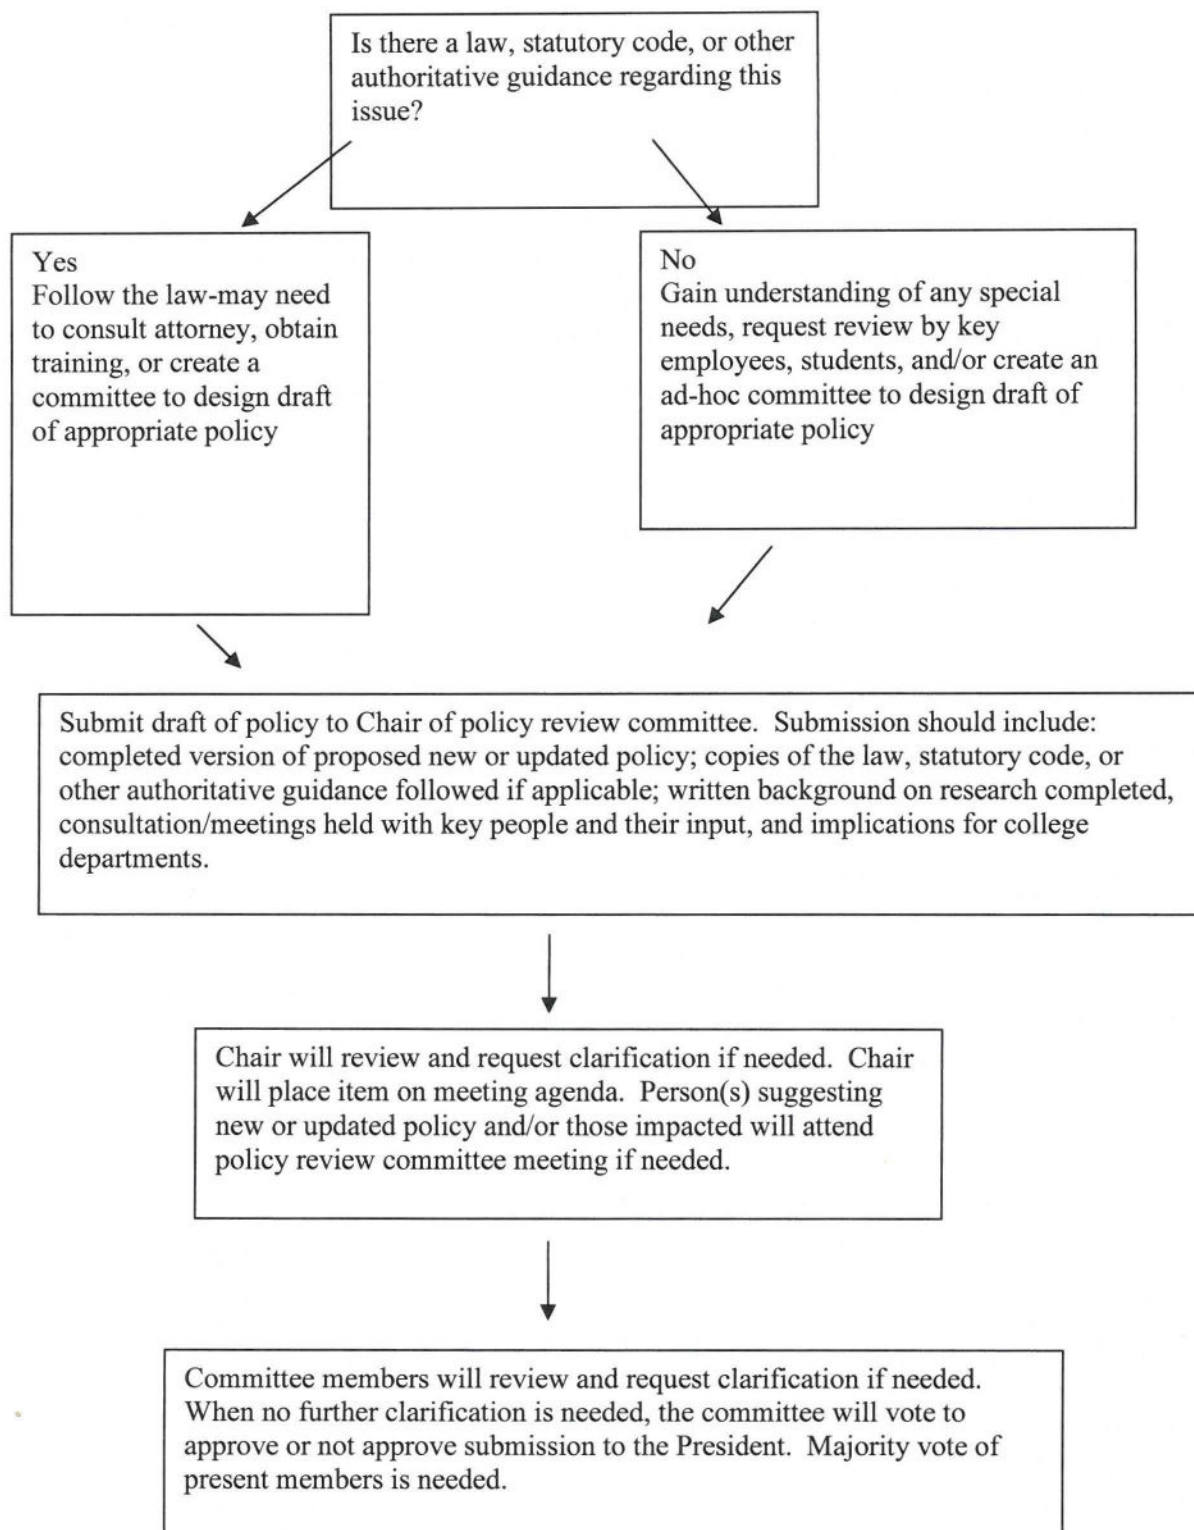 Is there a law, statutory code, or other
authoritative guidance regarding this
issue?
Yes
Follow the law-may need
to consult attorney, obtain
training, or create a
committee to design draft
of appropriate policy
No
Gain understanding of any special
needs, request review by key
employees, students, and/or create an
ad-hoc committee to design draft of
appropriate policy
Submit draft of policy to Chair of policy review committee.  Submission should include:
completed version of proposed new or updated policy; copies of the law, statutory code, or
other authoritative guidance followed if applicable; written background on research completed,
consultation/meetings held with key people and their input, and implications for college
departments.
Chair will review and request clarification if needed.  Chair
will place item on meeting agenda.  Person(s) suggesting
new or updated policy and/or those impacted will attend
policy review committee meeting if needed.
Committee members will review and request clarification if needed.
When no further clarification is needed, the committee will vote to
approve or not approve submission to the President.  Majority vote of
present members is needed.